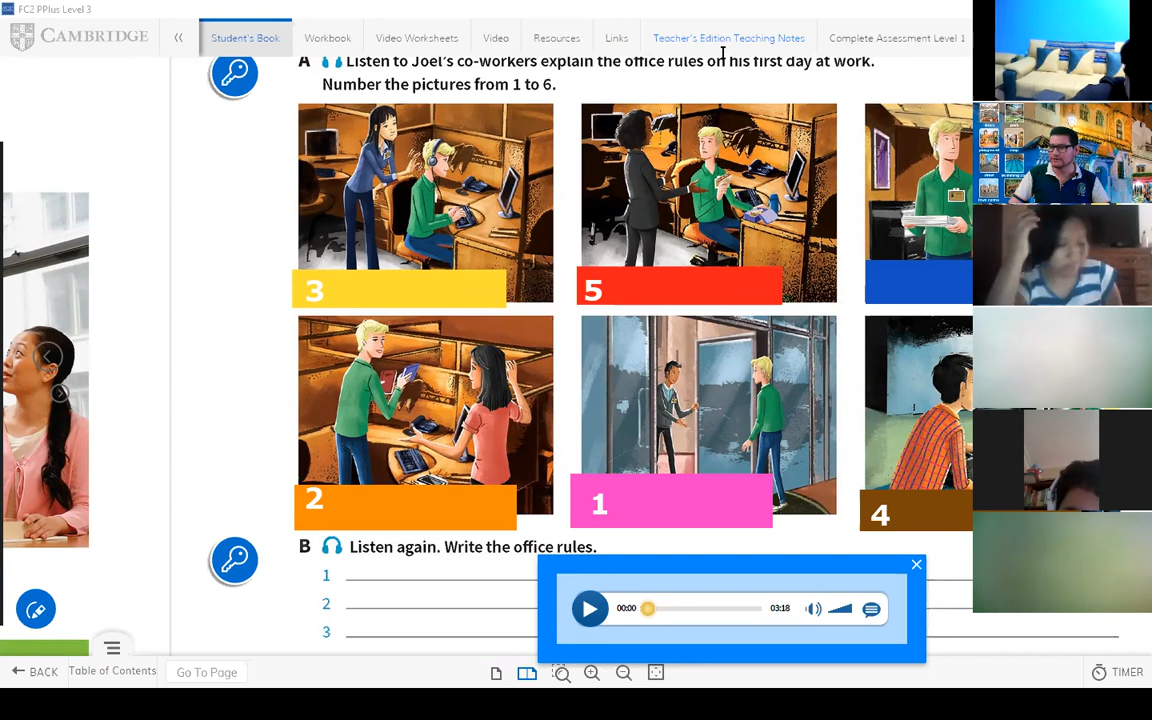 FC2 PPlus Level 3
CAMBRIDGE
Student's Book
Workbook
Video Worksheets
Video
Resources
Links
Teacher's Edition Teaching Notes
Complete Assessment Level 1
A Listen to Joel's co-workers explain the office rules on his first day at work.
Number the pictures from 1 to 6.
3
5
2
1
4
B Listen again. Write the office rules.
1
2
3
00:00
03:18
BACK
Table of Contents
Go To Page
TIMER